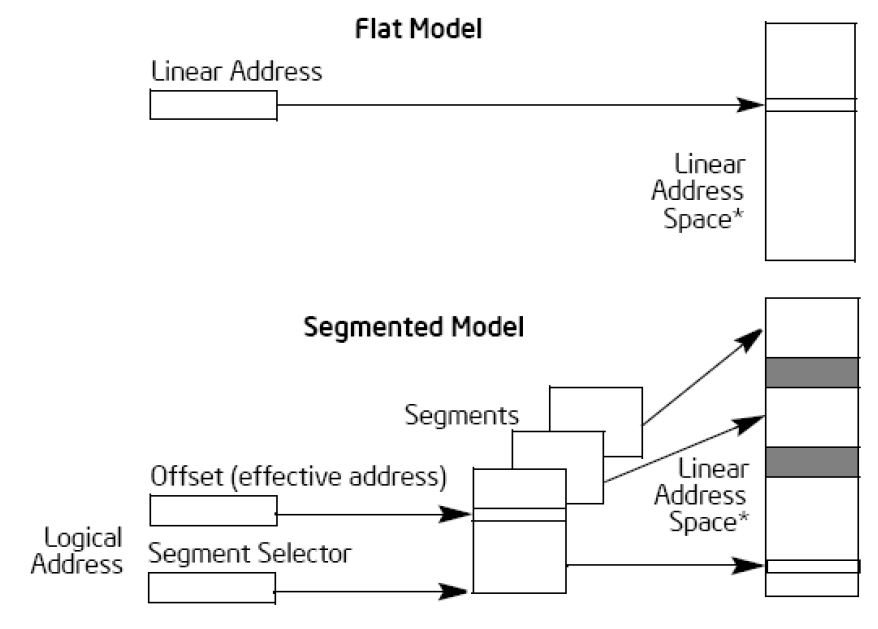 Flat Model
Linear Address
Linear
Address
Space*
Segmented Model
Segments
Offset (effective address)
Linear
Address
Space*
Logical
Address
Segment Selector